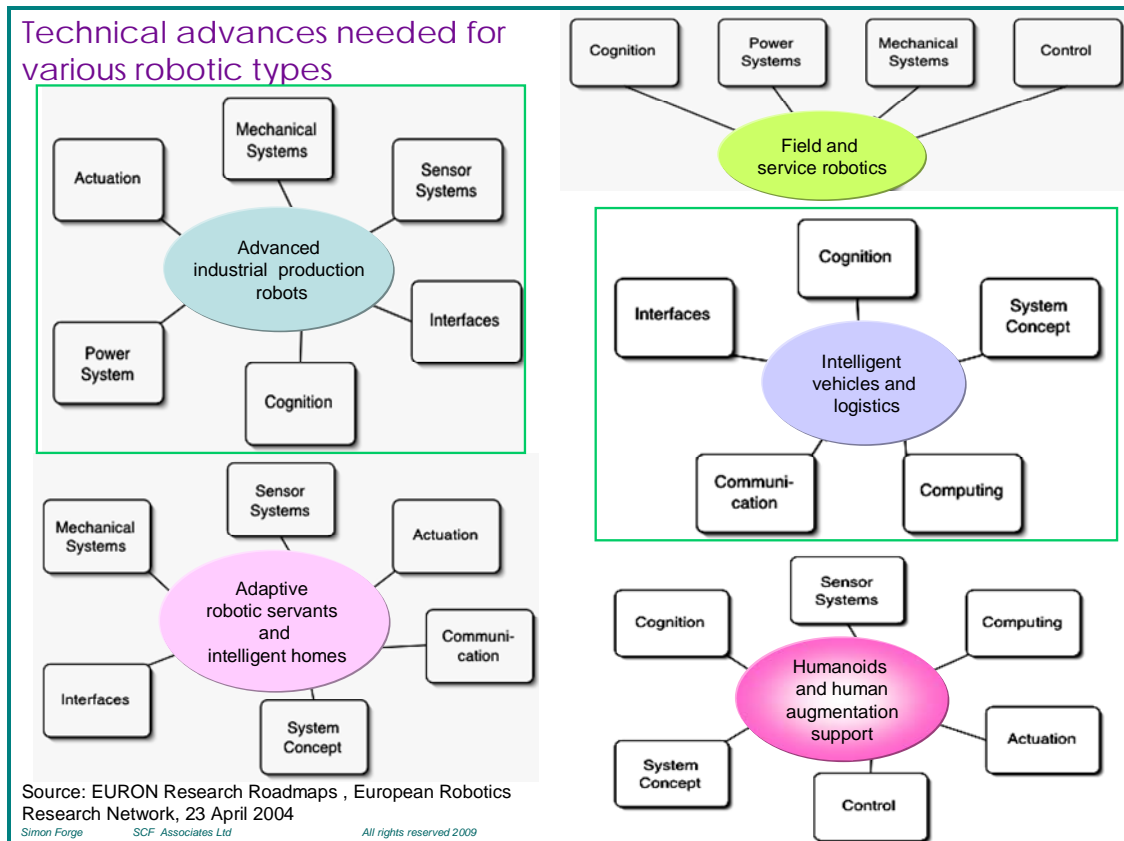 Technical advances needed for
various robotic types
Mechanical
Systems
Actuation
Sensor
Systems
Advanced
industrial production
robots
Interfaces
Power
System
Cognition
Sensor
Systems
Mechanical
Systems
Actuation
Adaptive
robotic servants
and
intelligent homes
Communi-
cation
Interfaces
System
Concept
Source: EURON Research Roadmaps , European Robotics
Research Network, 23 April 2004
Simon Forge SCF Associates Ltd All rights reserved 2009
Cognition
Power
Systems
Mechanical
Systems
Control
Field and
service robotics
Cognition
Interfaces
System
Concept
Intelligent
vehicles and
logistics
Communi-
cation
Computing
Sensor
Systems
Cognition
Computing
Humanoids
and human
augmentation
support
Actuation
System
Concept
Control